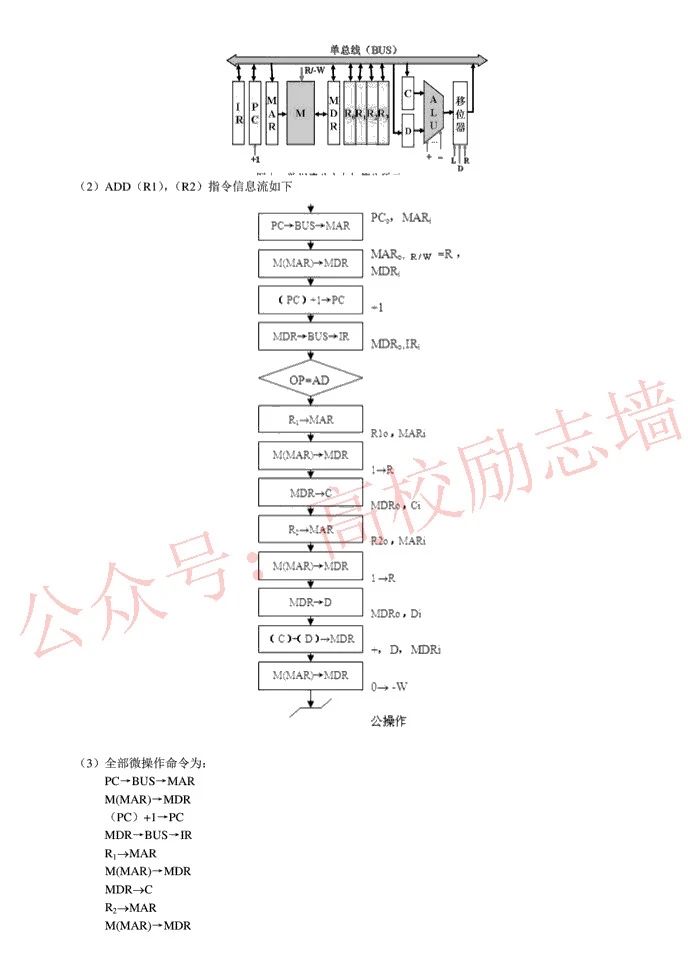 单总线（BUS）
R/-W
IR
PC
MAR
M
MDR
R0 R1 R2 R3
C
D
ALU
移位器
+1
+ -
L R
D
（2）ADD（R1），（R2）指令信息流如下
PC→BUS→MAR
PC₀， MARᵢ
M(MAR)→MDR
MAR₀， R/W =R，
MDRᵢ
（PC）+1→PC
+1
MDR→BUS→IR
MDR₀,IRᵢ
OP=AD
R₁→MAR
R1o，MARi
M(MAR)→MDR
1→R
MDR→C
MDRo，Ci
R₂→MAR
R2o，MARi
M(MAR)→MDR
1→R
MDR→D
MDRo，Di
（C）+（D）→MDR
+， D， MDRi
M(MAR)→MDR
0→ -W
公操作
（3）全部微操作命令为；
PC→BUS→MAR
M(MAR)→MDR
（PC）+1→PC
MDR→BUS→IR
R₁→MAR
M(MAR)→MDR
MDR→C
R₂→MAR
M(MAR)→MDR
公众号：高校励志墙